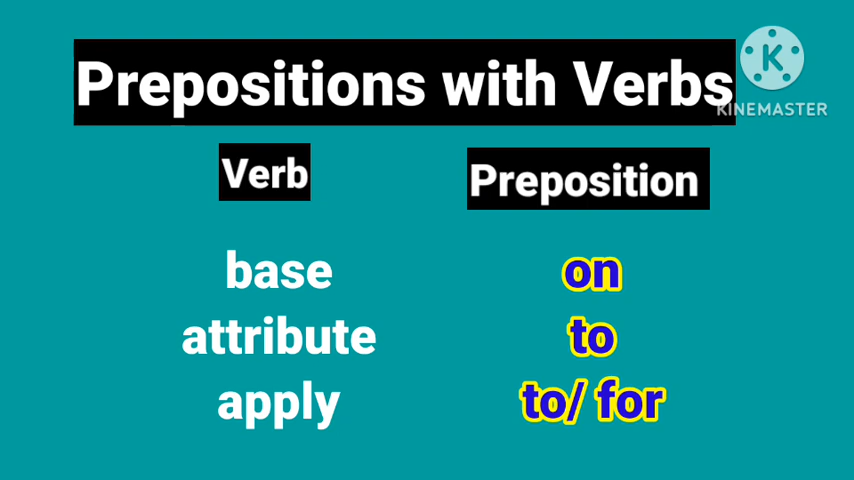 Prepositions with Verbs
KINEMASTER
Verb Preposition
base on
attribute to
apply to/ for